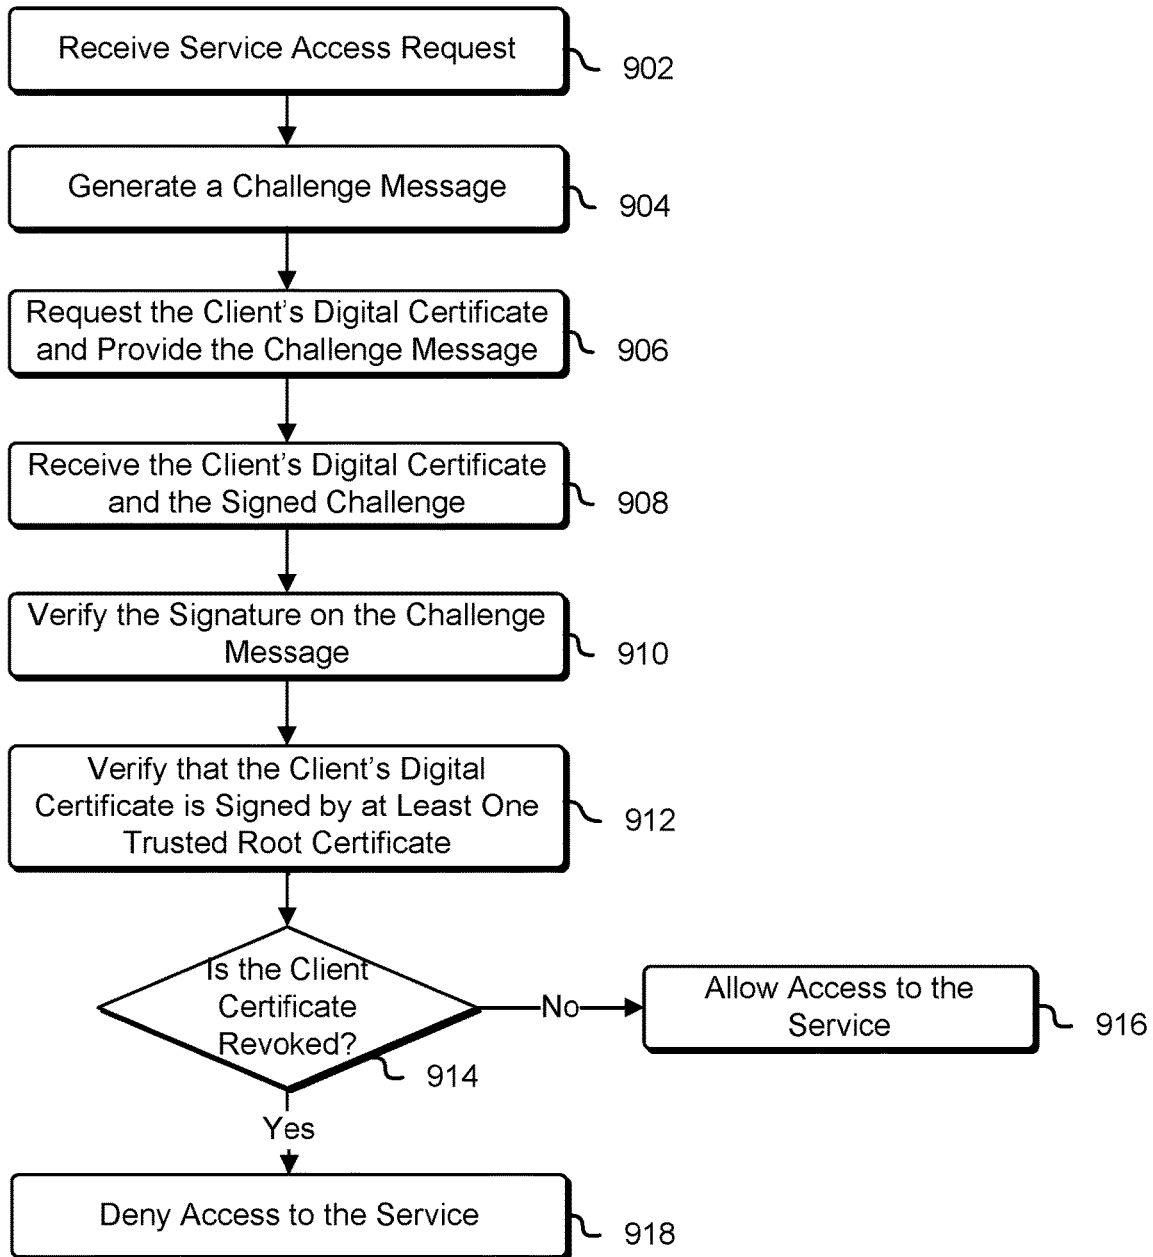 Receive Service Access Request
902
Generate a Challenge Message
904
Request the Client's Digital Certificate
and Provide the Challenge Message
906
Receive the Client's Digital Certificate
and the Signed Challenge
908
Verify the Signature on the Challenge
Message
910
Verify that the Client's Digital
Certificate is Signed by at Least One
Trusted Root Certificate
912
Is the Client
Certificate
Revoked?
914
No
Allow Access to the
Service
916
Yes
Deny Access to the Service
918